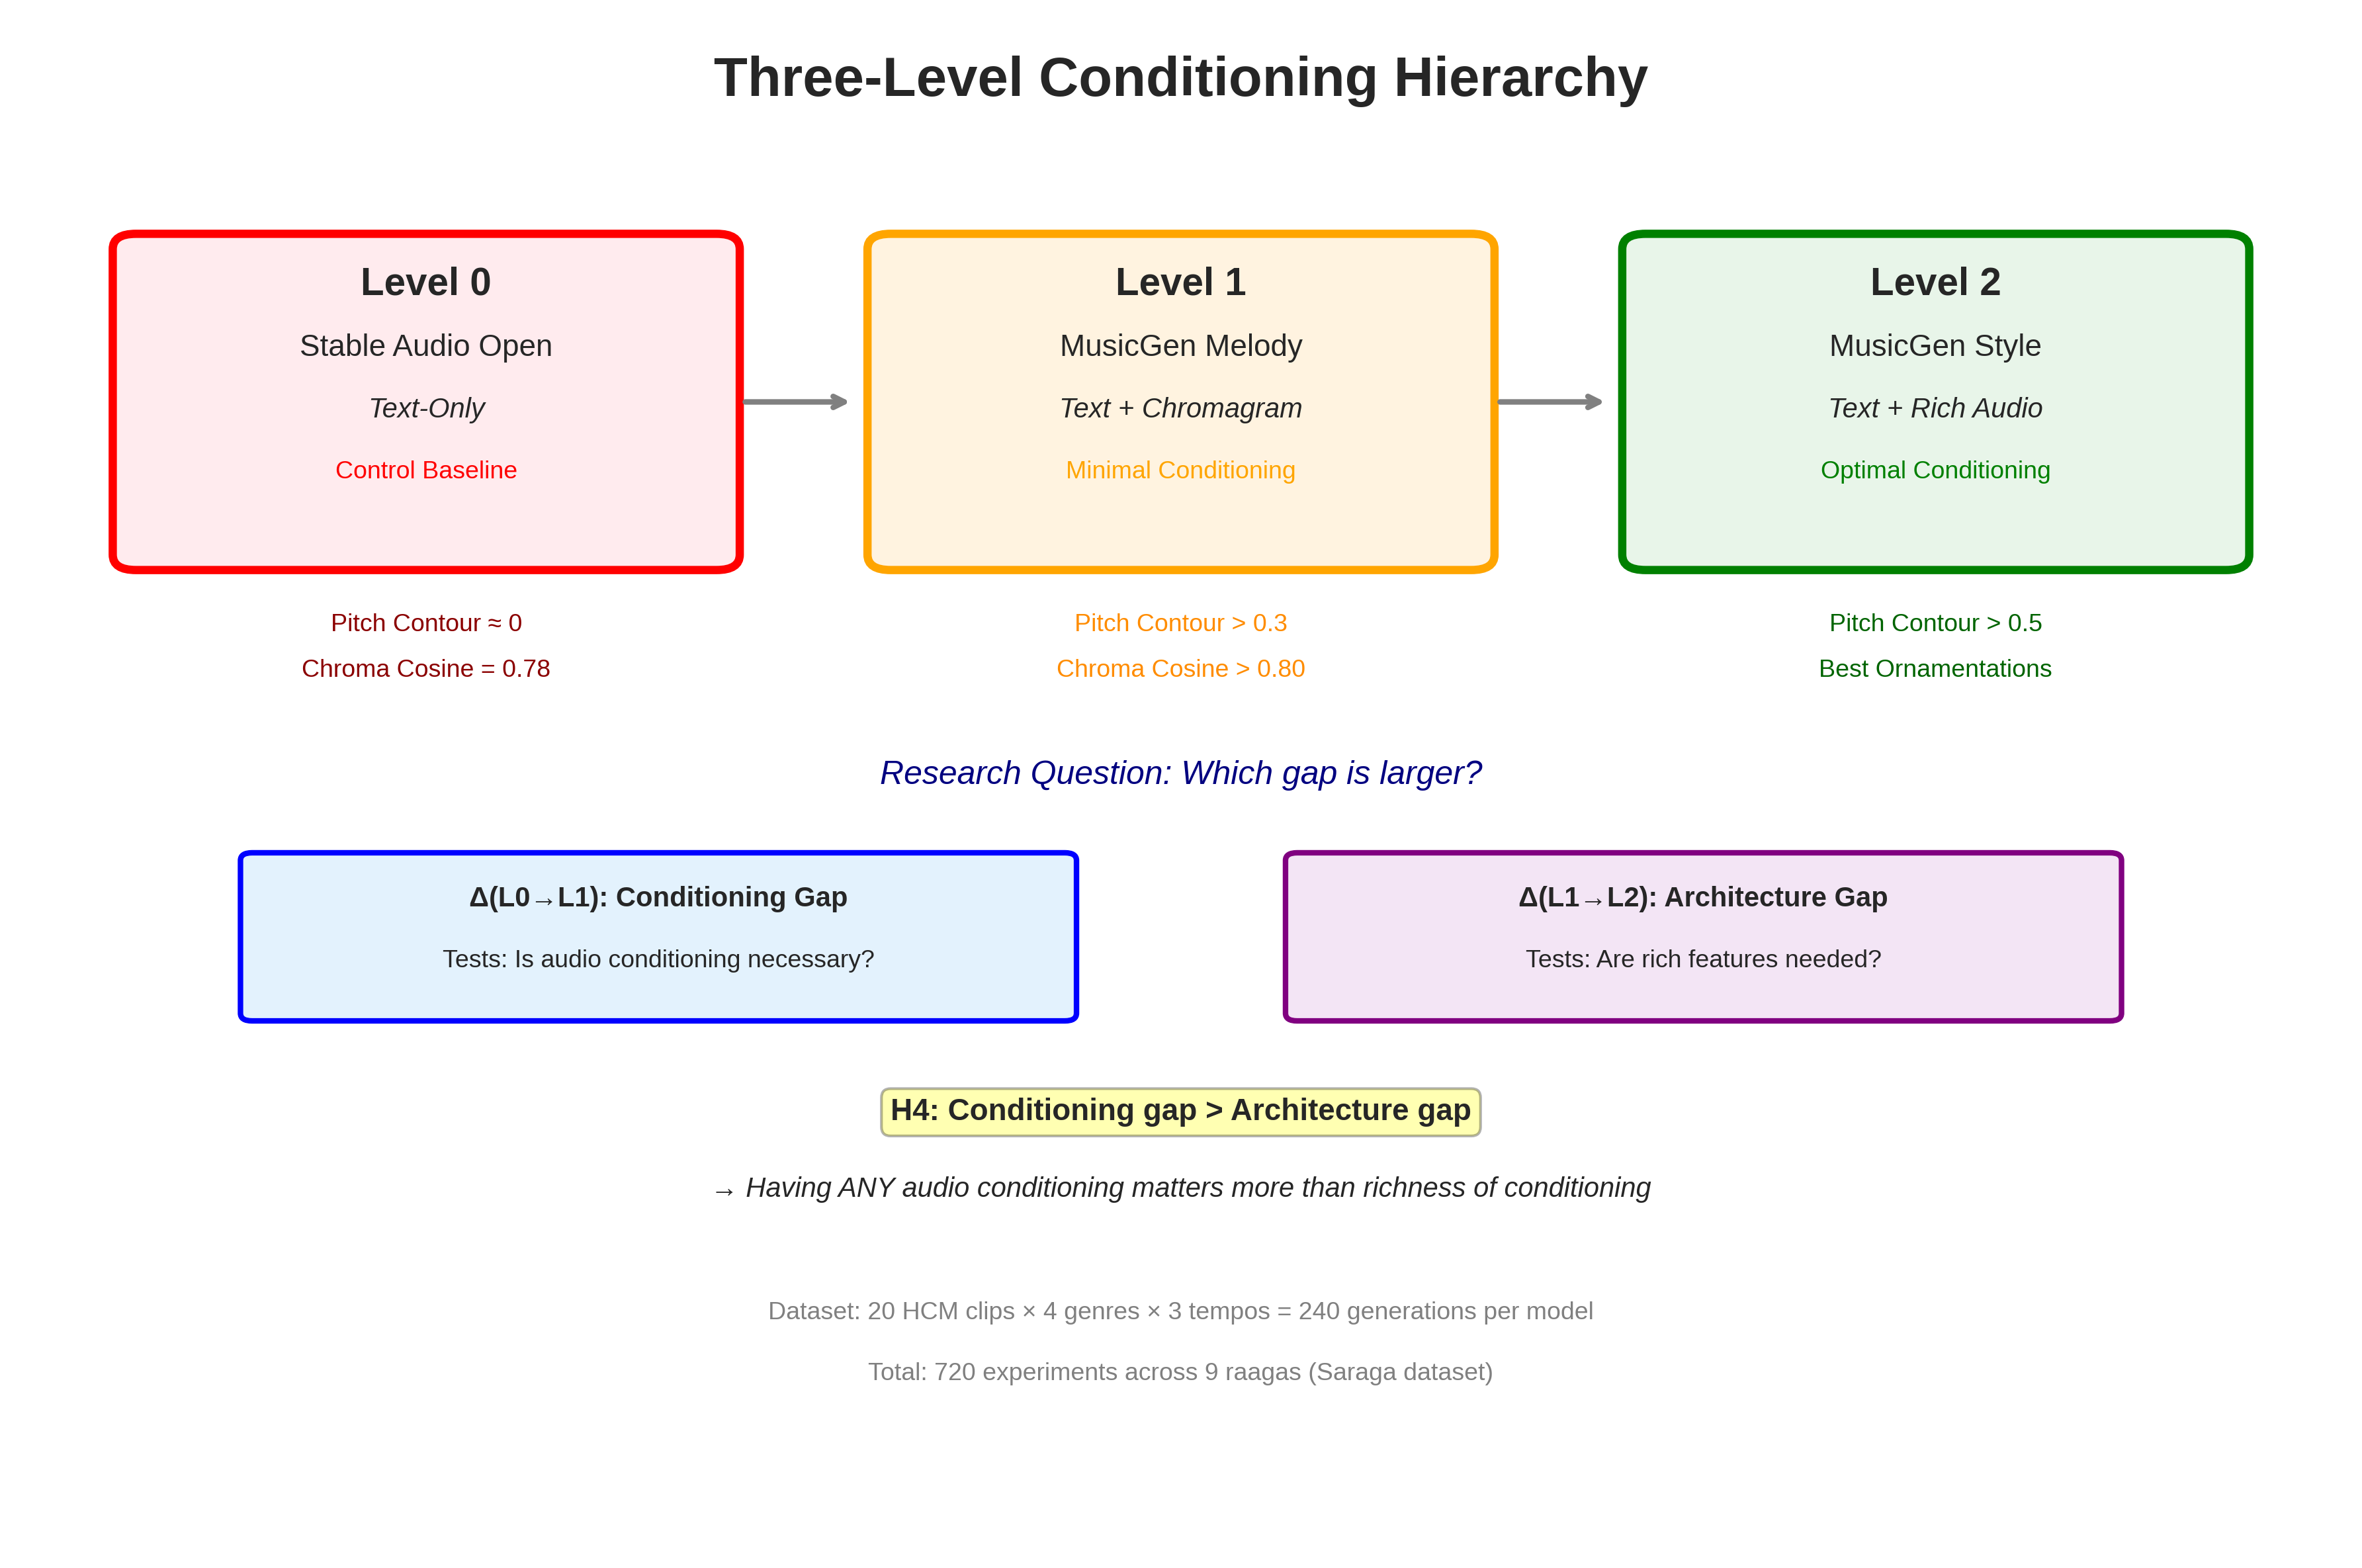 Three-Level Conditioning Hierarchy
Level 0
Stable Audio Open
Text-Only
Control Baseline
Pitch Contour ≈ 0
Chroma Cosine = 0.78
Level 1
MusicGen Melody
Text + Chromagram
Minimal Conditioning
Pitch Contour > 0.3
Chroma Cosine > 0.80
Level 2
MusicGen Style
Text + Rich Audio
Optimal Conditioning
Pitch Contour > 0.5
Best Ornamentations
Research Question: Which gap is larger?
Δ(L0→L1): Conditioning Gap
Tests: Is audio conditioning necessary?
Δ(L1→L2): Architecture Gap
Tests: Are rich features needed?
H4: Conditioning gap > Architecture gap
→ Having ANY audio conditioning matters more than richness of conditioning
Dataset: 20 HCM clips × 4 genres × 3 tempos = 240 generations per model
Total: 720 experiments across 9 raagas (Saraga dataset)